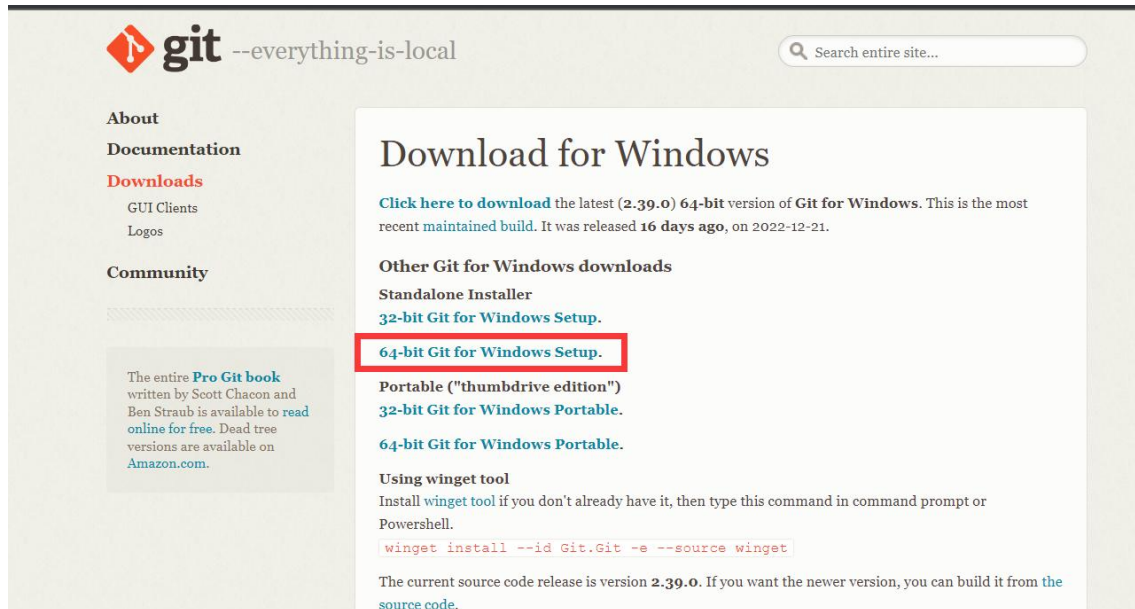 git --everything-is-local
Search entire site...
About
Documentation
Downloads
GUI Clients
Logos
Community
The entire Pro Git book
written by Scott Chacon and
Ben Straub is available to read
online for free. Dead tree
versions are available on
Amazon.com.
Download for Windows
Click here to download the latest (2.39.0) 64-bit version of Git for Windows. This is the most
recent maintained build. It was released 16 days ago, on 2022-12-21.
Other Git for Windows downloads
Standalone Installer
32-bit Git for Windows Setup.
64-bit Git for Windows Setup.
Portable ("thumbdrive edition")
32-bit Git for Windows Portable.
64-bit Git for Windows Portable.
Using winget tool
Install winget tool if you don't already have it, then type this command in command prompt or
Powershell.
winget install --id Git.Git -e --source winget
The current source code release is version 2.39.0. If you want the newer version, you can build it from the
source code.